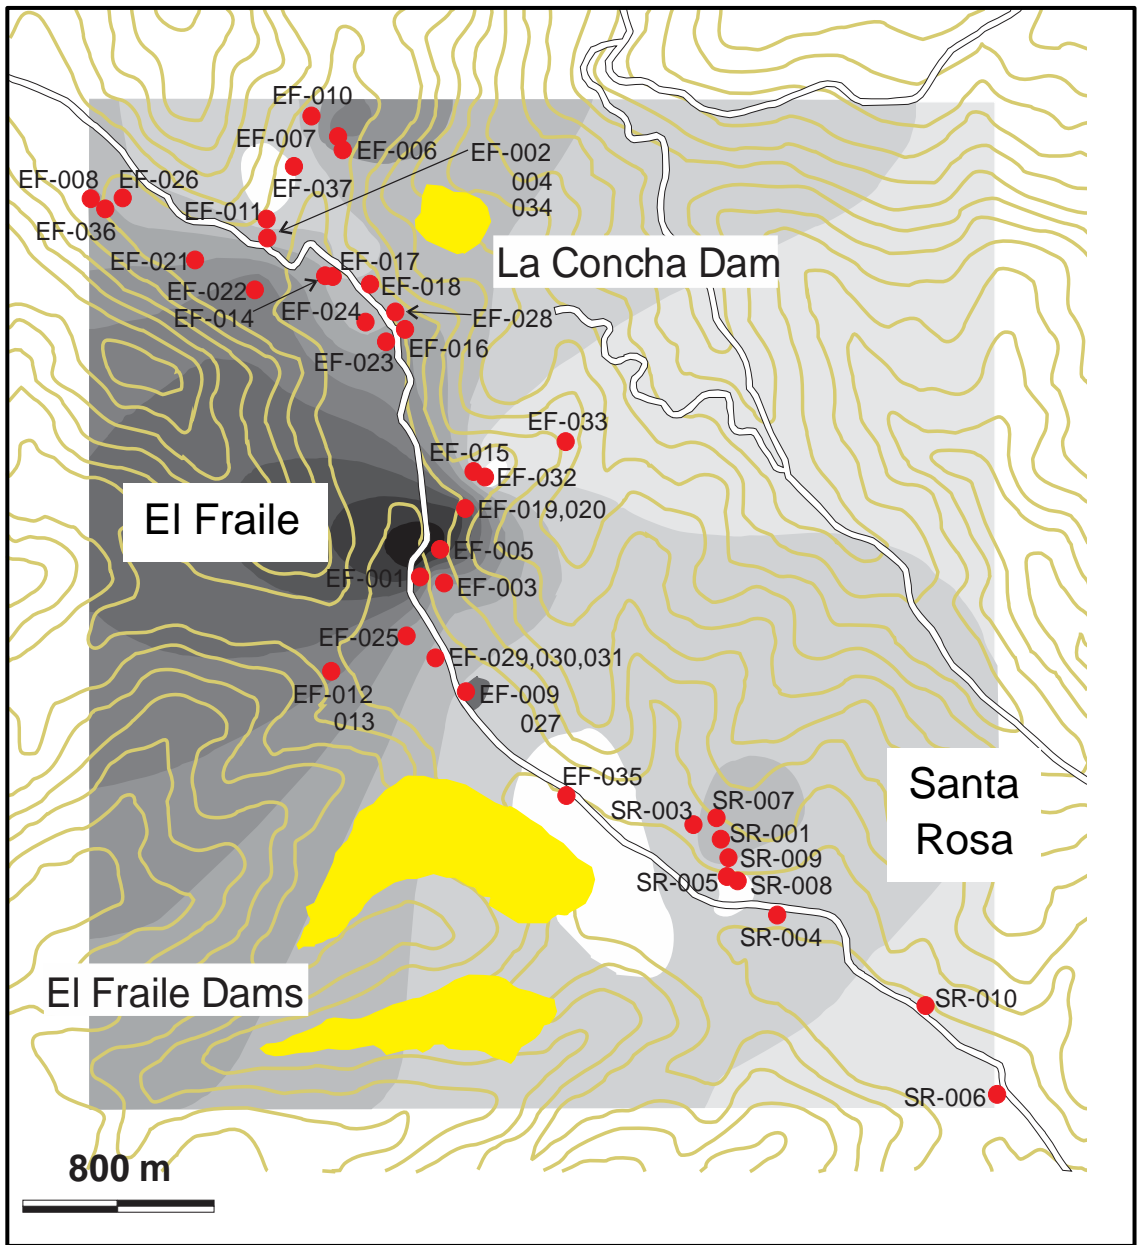 EF-010
EF-007
EF-006
EF-002
004
034
EF-008
EF-026
EF-037
EF-011
EF-036
EF-021
EF-017
La Concha Dam
EF-022
EF-018
EF-014
EF-024
EF-028
EF-016
EF-023
EF-033
EF-015
EF-032
El Fraile
EF-019,020
EF-005
EF-001
EF-003
EF-025
EF-029,030,031
EF-012
013
EF-009
027
EF-035
Santa
Rosa
SR-003
SR-007
SR-001
SR-009
SR-005
SR-008
SR-004
El Fraile Dams
SR-010
SR-006
800 m